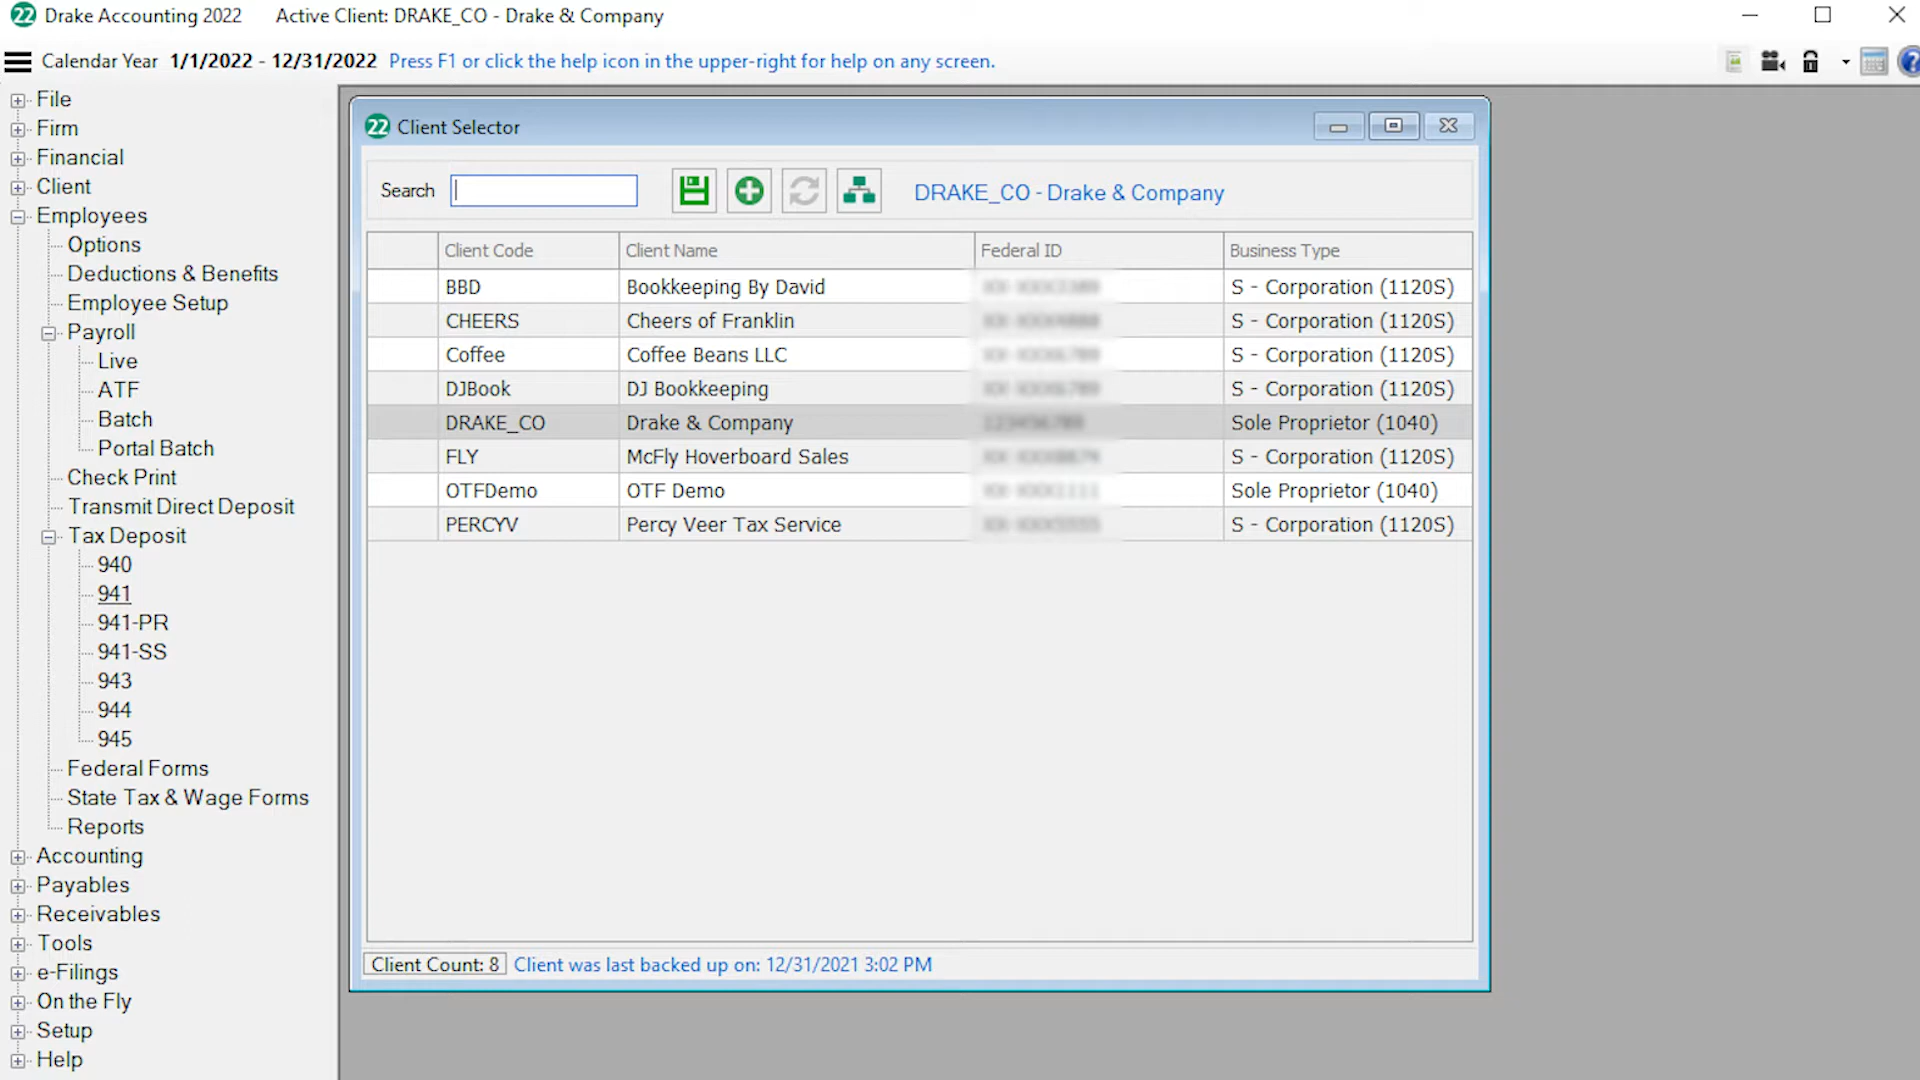 22 Drake Accounting 2022 Active Client: DRAKE_CO - Drake & Company
Calendar Year 1/1/2022 - 12/31/2022 Press F1 or click the help icon in the upper-right for help on any screen.
File
Firm
Financial
Client
Employees
Options
Deductions & Benefits
Employee Setup
Payroll
Live
ATF
Batch
Portal Batch
Check Print
Transmit Direct Deposit
Tax Deposit
940
941
941-PR
941-SS
943
944
945
Federal Forms
State Tax & Wage Forms
Reports
Accounting
Payables
Receivables
Tools
e-Filings
On the Fly
Setup
Help
22 Client Selector
Search DRAKE_CO - Drake & Company
Client Code Client Name Federal ID Business Type
BBD Bookkeeping By David S - Corporation (1120S)
CHEERS Cheers of Franklin S - Corporation (1120S)
Coffee Coffee Beans LLC S - Corporation (1120S)
DJBook DJ Bookkeeping S - Corporation (1120S)
DRAKE_CO Drake & Company Sole Proprietor (1040)
FLY McFly Hoverboard Sales S - Corporation (1120S)
OTFDemo OTF Demo Sole Proprietor (1040)
PERCYV Percy Veer Tax Service S - Corporation (1120S)
Client Count: 8 Client was last backed up on: 12/31/2021 3:02 PM